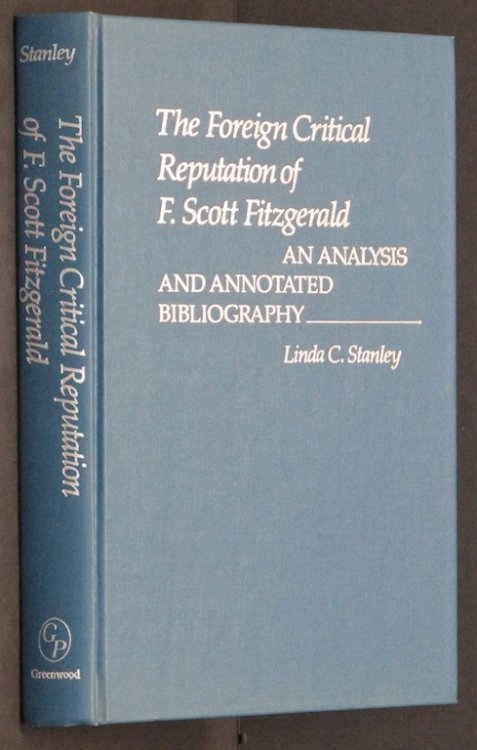 Stanley
The Foreign Critical Reputation
of F. Scott Fitzgerald
GP
Greenwood
The Foreign Critical
Reputation of
F. Scott Fitzgerald
AN ANALYSIS
AND ANNOTATED
BIBLIOGRAPHY
Linda C. Stanley